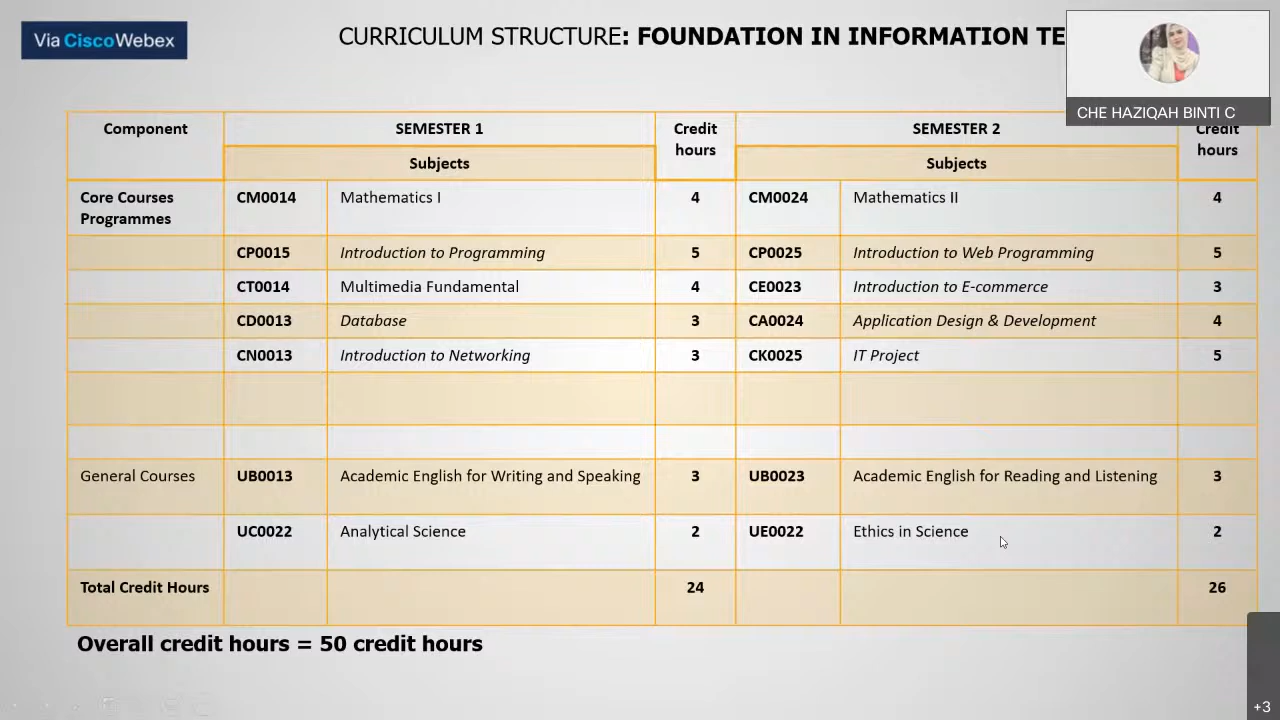 Via CiscoWebex
CURRICULUM STRUCTURE: FOUNDATION IN INFORMATION TE
CHE HAZIQAH BINTI C
Component SEMESTER 1 Credit hours SEMESTER 2 Credit hours
Subjects Subjects
Core Courses Programmes CM0014 Mathematics I 4 CM0024 Mathematics II 4
CP0015 Introduction to Programming 5 CP0025 Introduction to Web Programming 5
CT0014 Multimedia Fundamental 4 CE0023 Introduction to E-commerce 3
CD0013 Database 3 CA0024 Application Design & Development 4
CN0013 Introduction to Networking 3 CK0025 IT Project 5
General Courses UB0013 Academic English for Writing and Speaking 3 UB0023 Academic English for Reading and Listening 3
UC0022 Analytical Science 2 UE0022 Ethics in Science 2
Total Credit Hours 24 26
Overall credit hours = 50 credit hours
+3